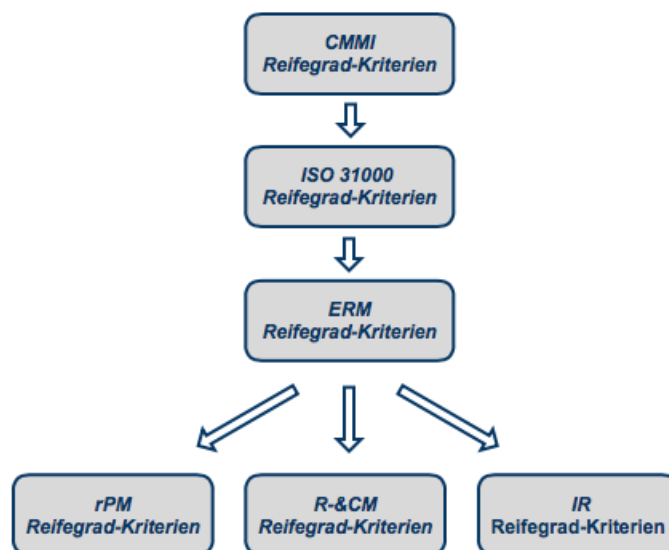 CMMI
Reifegrad-Kriterien
ISO 31000
Reifegrad-Kriterien
ERM
Reifegrad-Kriterien
rPM
Reifegrad-Kriterien
R-&CM
Reifegrad-Kriterien
IR
Reifegrad-Kriterien